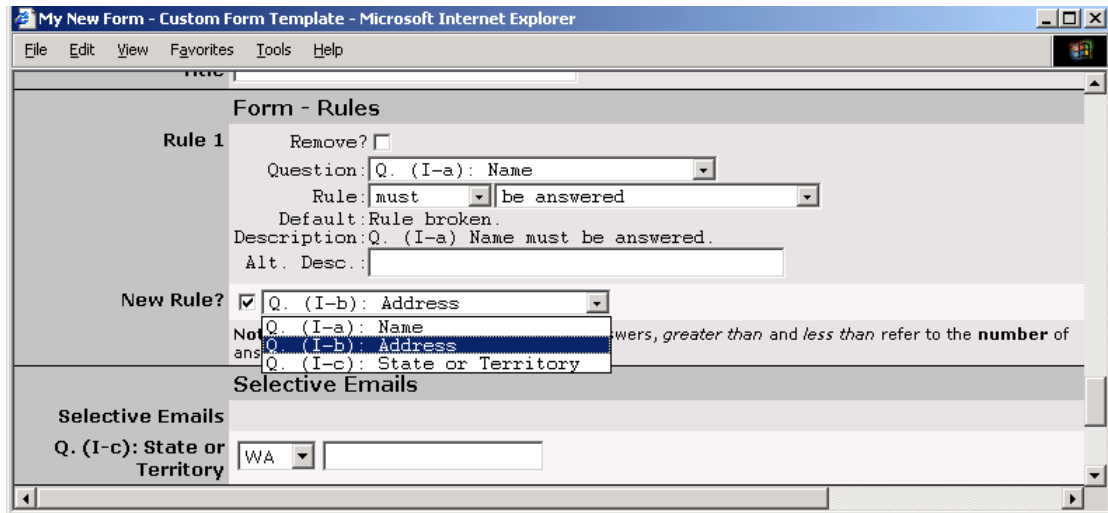 My New Form - Custom Form Template - Microsoft Internet Explorer
File Edit View Favorites Tools Help
Title
Form - Rules
Rule 1 Remove?
Question: Q. (I-a): Name
Rule: must be answered
Default: Rule broken.
Description: Q. (I-a) Name must be answered.
Alt. Desc.:
New Rule? Q. (I-b): Address
Q. (I-a): Name
Q. (I-b): Address
Q. (I-c): State or Territory
greater than and less than refer to the number of
Selective Emails
Selective Emails
Q. (I-c): State or WA
Territory